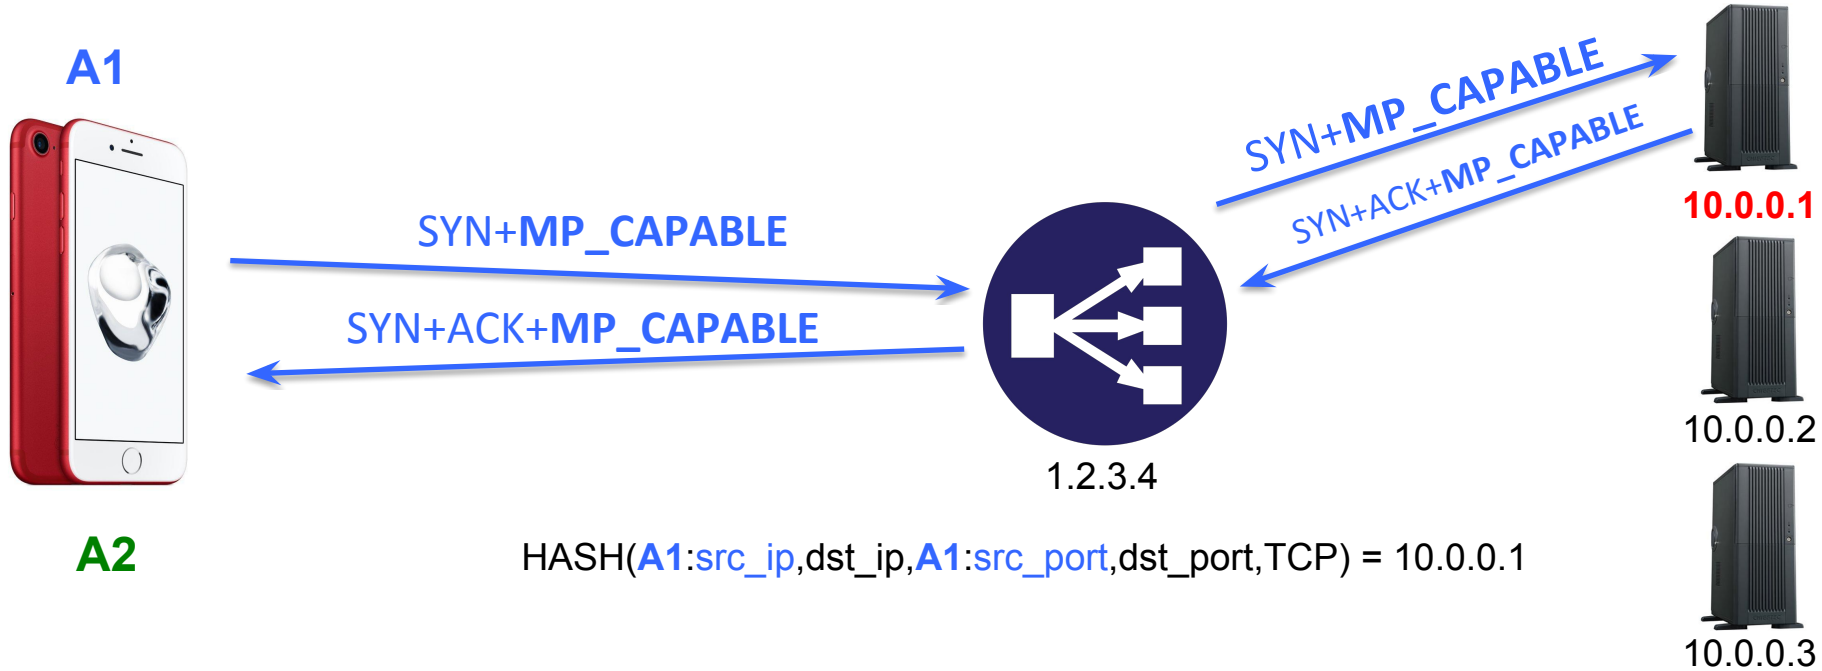 A1
SYN+MP_CAPABLE
SYN+ACK+MP_CAPABLE
SYN+MP_CAPABLE
SYN+ACK+MP_CAPABLE
10.0.0.1
10.0.0.2
1.2.3.4
A2
HASH(A1:src_ip,dst_ip,A1:src_port,dst_port,TCP) = 10.0.0.1
10.0.0.3